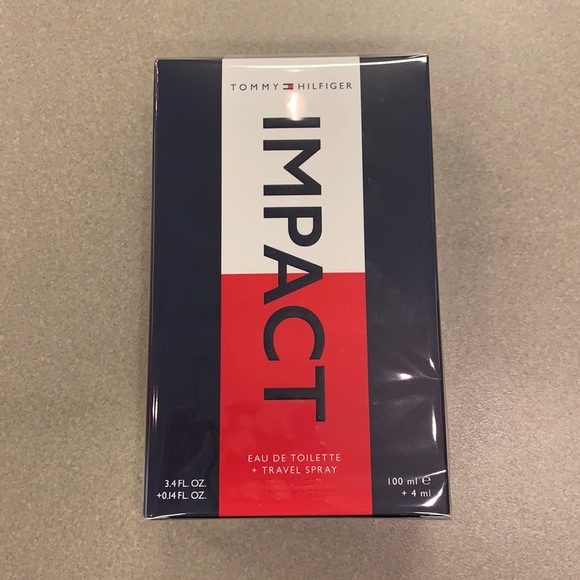 TOMMY HILFIGER
IMPACT
EAU DE TOILETTE
+ TRAVEL SPRAY
3.4 FL. OZ.
+0.14 FL. OZ.
100 ml e
+ 4 ml